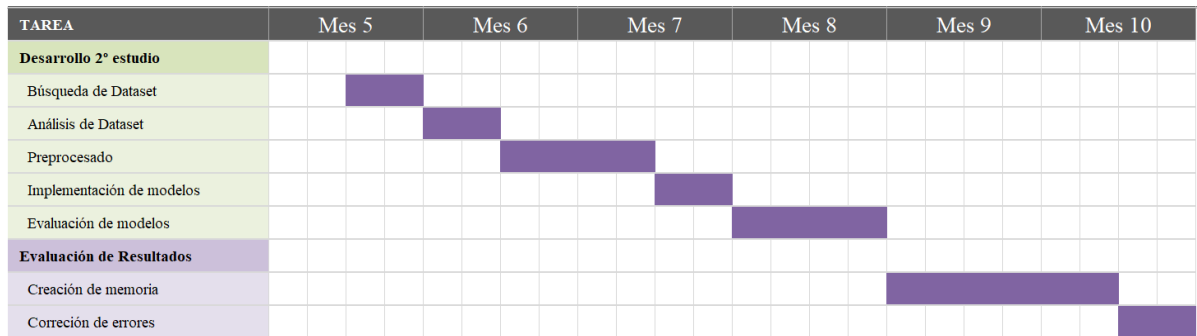 TAREA Mes 5 Mes 6 Mes 7 Mes 8 Mes 9 Mes 10
Desarrollo 2º estudio
Búsqueda de Dataset
Análisis de Dataset
Preprocesado
Implementación de modelos
Evaluación de modelos
Evaluación de Resultados
Creación de memoria
Correción de errores